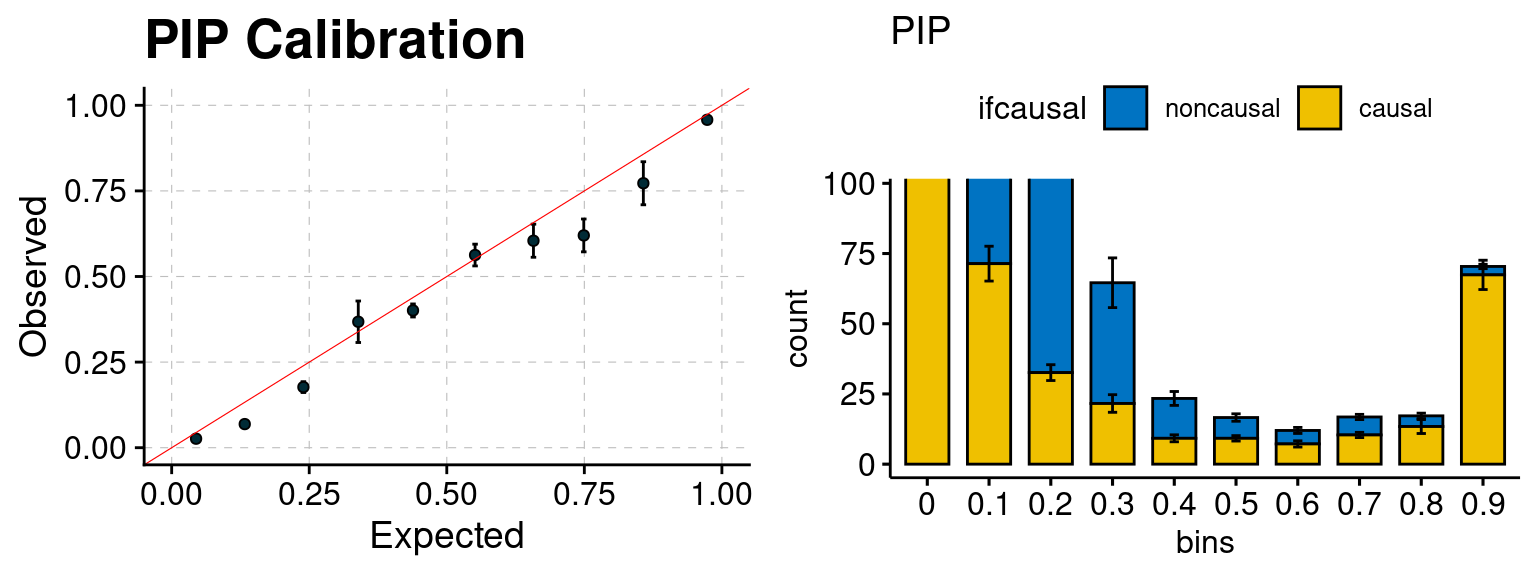 PIP Calibration
1.00
0.75
0.50
0.25
0.00
Observed
0.00 0.25 0.50 0.75 1.00
Expected
PIP
ifcausal noncausal causal
100
75
50
25
0
count
0 0.1 0.2 0.3 0.4 0.5 0.6 0.7 0.8 0.9
bins